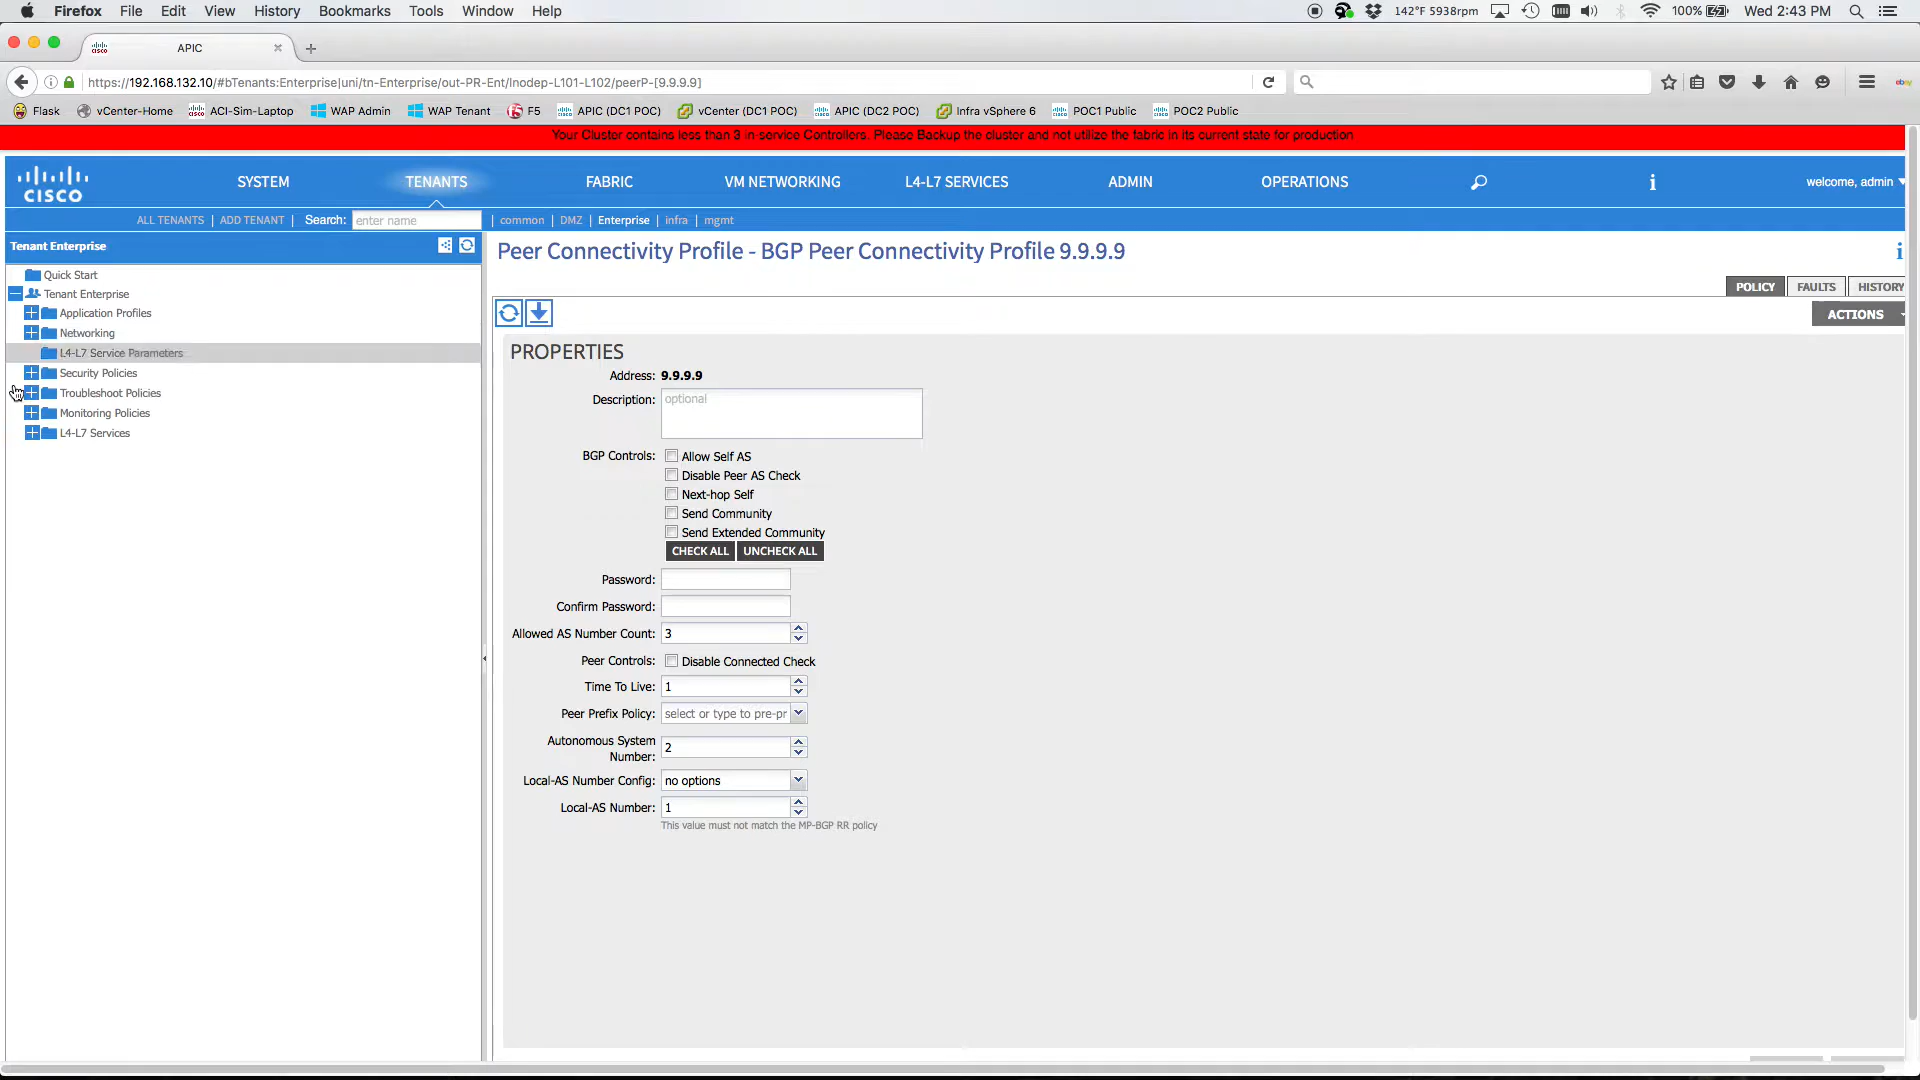 Firefox File Edit View History Bookmarks Tools Window Help 142°F 5938rpm 100% Wed 2:43 PM
APIC
https://192.168.132.10/#bTenants:Enterprise|uni/tn-Enterprise/out-PR-Ent/lnodep-L101-L102/peerP-[9.9.9.9]
Flask vCenter-Home ACI-Sim-Laptop WAP Admin WAP Tenant F5 APIC (DC1 POC) vCenter (DC1 POC) APIC (DC2 POC) Infra vSphere 6 POC1 Public POC2 Public
Your Cluster contains less than 3 in-service Controllers. Please Backup the cluster and not utilize the fabric in its current state for production
CISCO SYSTEM TENANTS FABRIC VM NETWORKING L4-L7 SERVICES ADMIN OPERATIONS i welcome, admin
ALL TENANTS | ADD TENANT | Search: enter name | common | DMZ | Enterprise | infra | mgmt
Tenant Enterprise
Quick Start
Tenant Enterprise
Application Profiles
Networking
L4-L7 Service Parameters
Security Policies
Troubleshoot Policies
Monitoring Policies
L4-L7 Services
Peer Connectivity Profile - BGP Peer Connectivity Profile 9.9.9.9
i
POLICY FAULTS HISTORY
ACTIONS
PROPERTIES
Address: 9.9.9.9
Description: optional
BGP Controls: Allow Self AS
Disable Peer AS Check
Next-hop Self
Send Community
Send Extended Community
CHECK ALL UNCHECK ALL
Password:
Confirm Password:
Allowed AS Number Count: 3
Peer Controls: Disable Connected Check
Time To Live: 1
Peer Prefix Policy: select or type to pre-pr
Autonomous System
Number: 2
Local-AS Number Config: no options
Local-AS Number: 1
This value must not match the MP-BGP RR policy